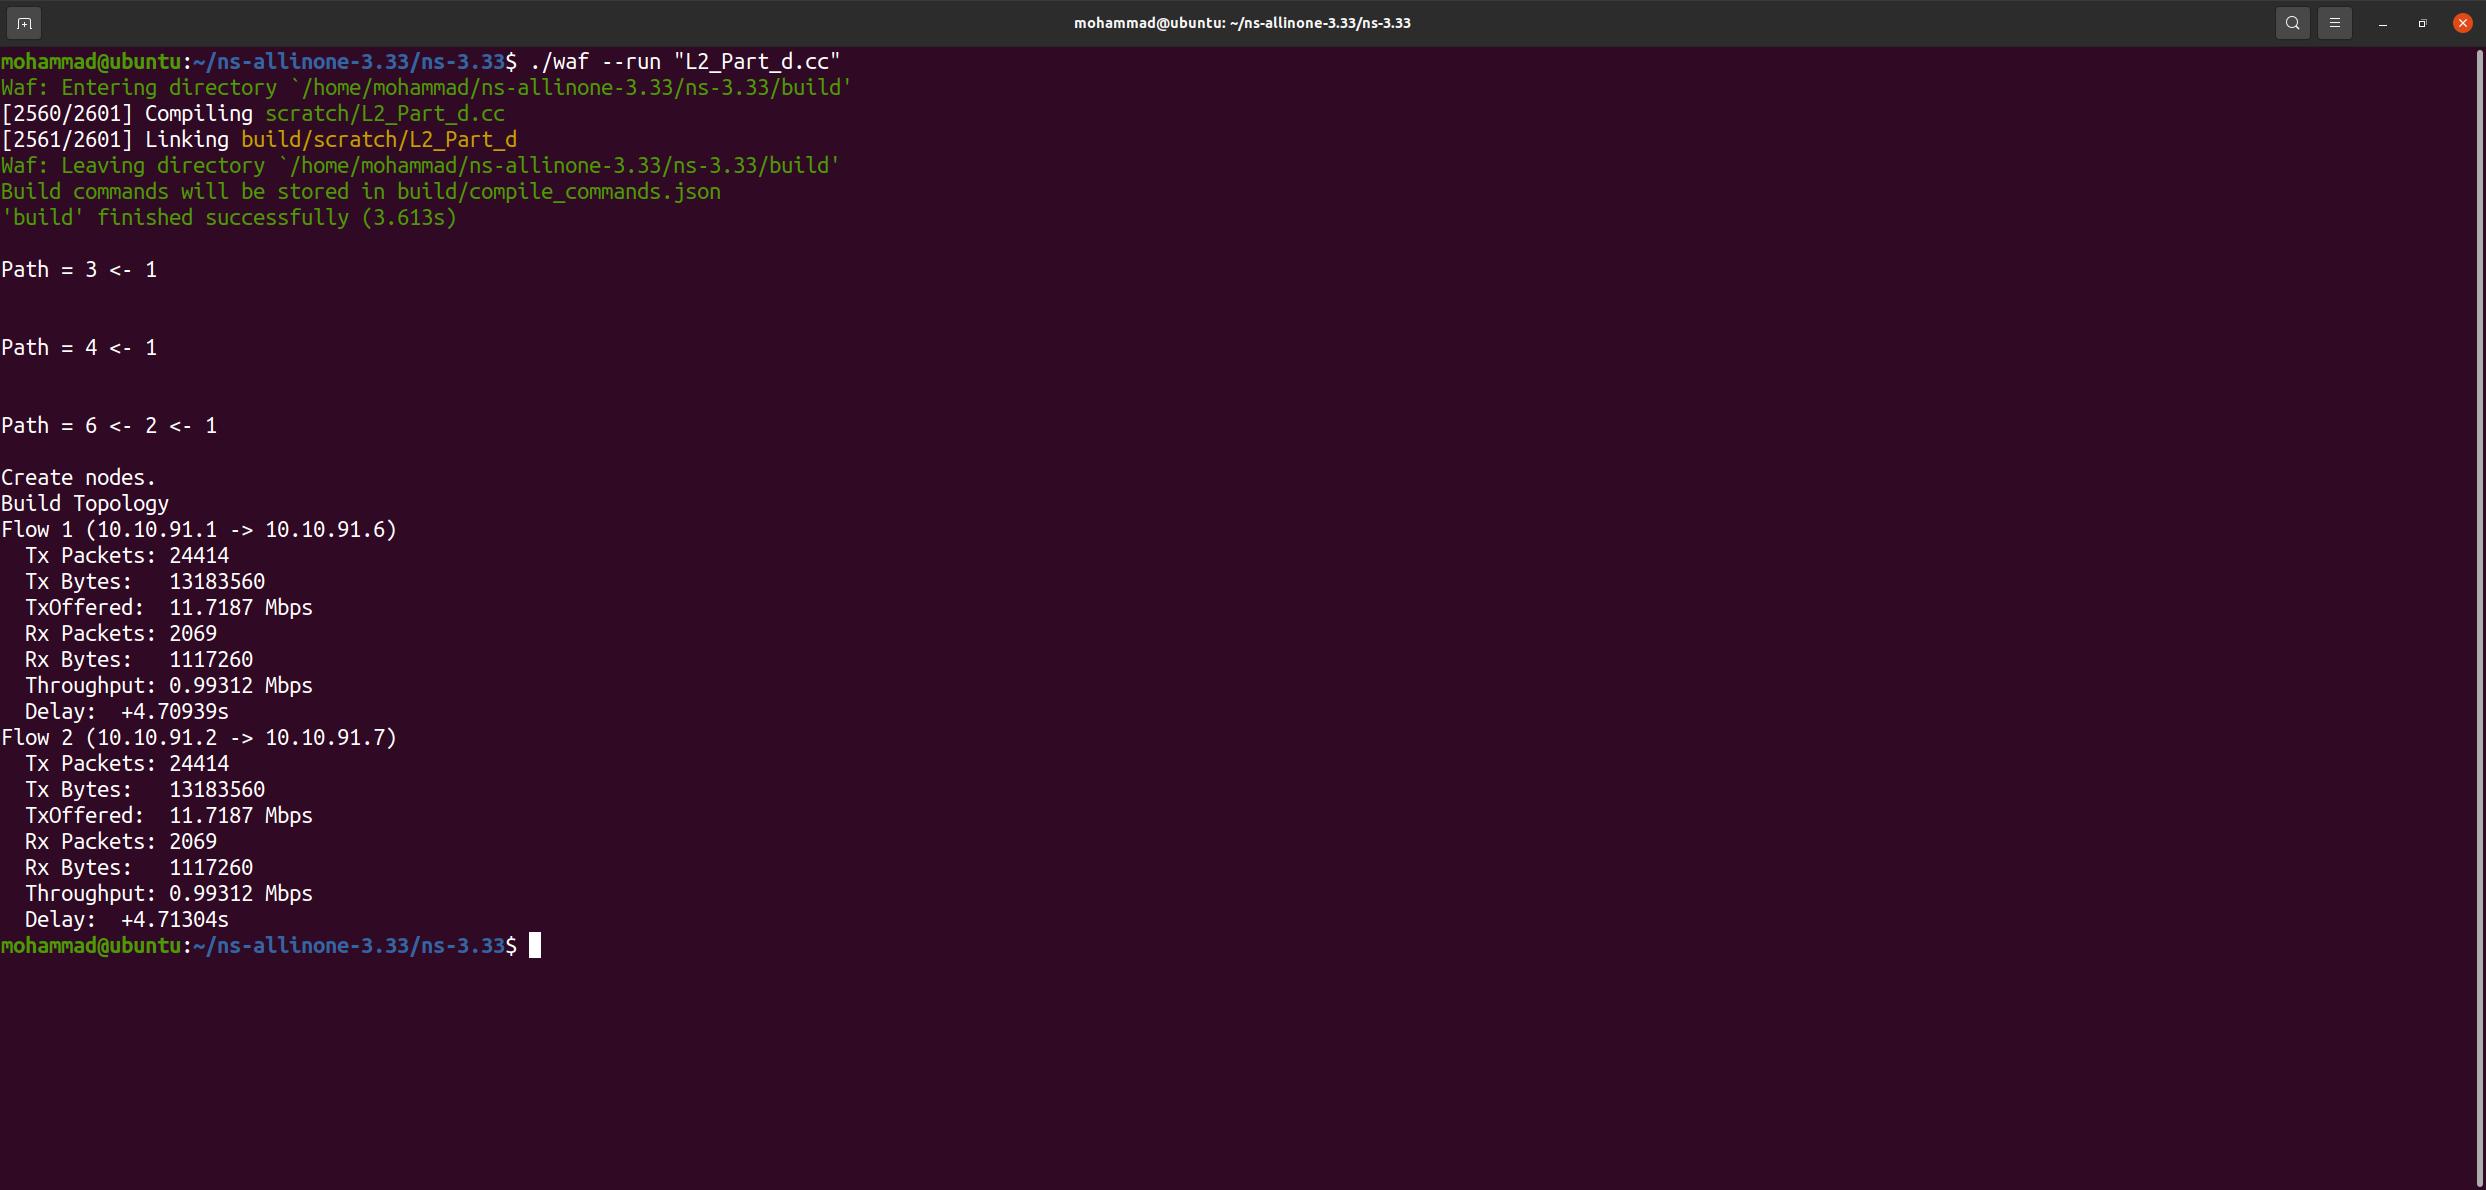 mohammad@ubuntu: ~/ns-allinone-3.33/ns-3.33
mohammad@ubuntu:~/ns-allinone-3.33/ns-3.33$ ./waf --run "L2_Part_d.cc"
Waf: Entering directory `/home/mohammad/ns-allinone-3.33/ns-3.33/build'
[2560/2601] Compiling scratch/L2_Part_d.cc
[2561/2601] Linking build/scratch/L2_Part_d
Waf: Leaving directory `/home/mohammad/ns-allinone-3.33/ns-3.33/build'
Build commands will be stored in build/compile_commands.json
'build' finished successfully (3.613s)
Path = 3 <- 1
Path = 4 <- 1
Path = 6 <- 2 <- 1
Create nodes.
Build Topology
Flow 1 (10.10.91.1 -> 10.10.91.6)
  Tx Packets: 24414
  Tx Bytes:   13183560
  TxOffered:  11.7187 Mbps
  Rx Packets: 2069
  Rx Bytes:   1117260
  Throughput: 0.99312 Mbps
  Delay:  +4.70939s
Flow 2 (10.10.91.2 -> 10.10.91.7)
  Tx Packets: 24414
  Tx Bytes:   13183560
  TxOffered:  11.7187 Mbps
  Rx Packets: 2069
  Rx Bytes:   1117260
  Throughput: 0.99312 Mbps
  Delay:  +4.71304s
mohammad@ubuntu:~/ns-allinone-3.33/ns-3.33$